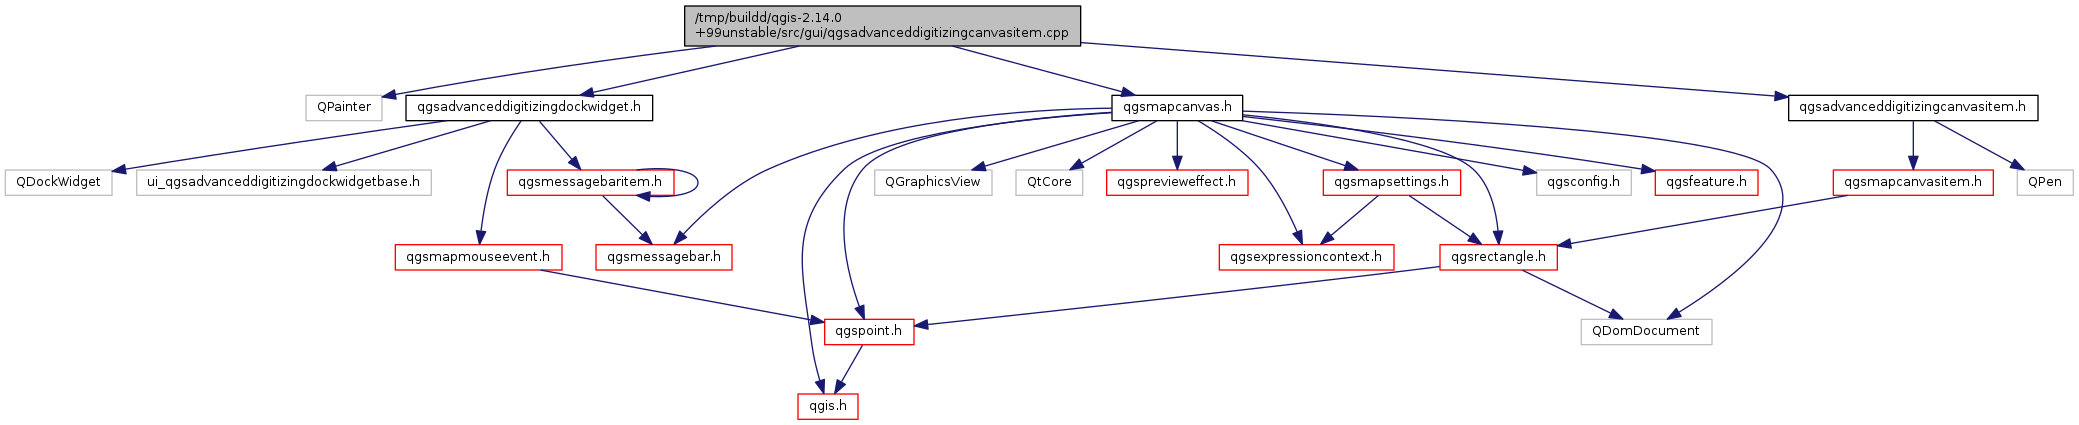 /tmp/buildd/qgis-2.14.0
+99unstable/src/gui/qgsadvanceddigitizingcanvasitem.cpp
QPainter
qgsadvanceddigitizingdockwidget.h
qgsmapcanvas.h
qgsadvanceddigitizingcanvasitem.h
QDockWidget
ui_qgsadvanceddigitizingdockwidgetbase.h
qgsmessagebaritem.h
QGraphicsView
QtCore
qgsprevieweffect.h
qgsmapsettings.h
qgsconfig.h
qgsfeature.h
qgsmapcanvasitem.h
QPen
qgsmapmouseevent.h
qgsmessagebar.h
qgsexpressioncontext.h
qgsrectangle.h
qgspoint.h
QDomDocument
qgis.h